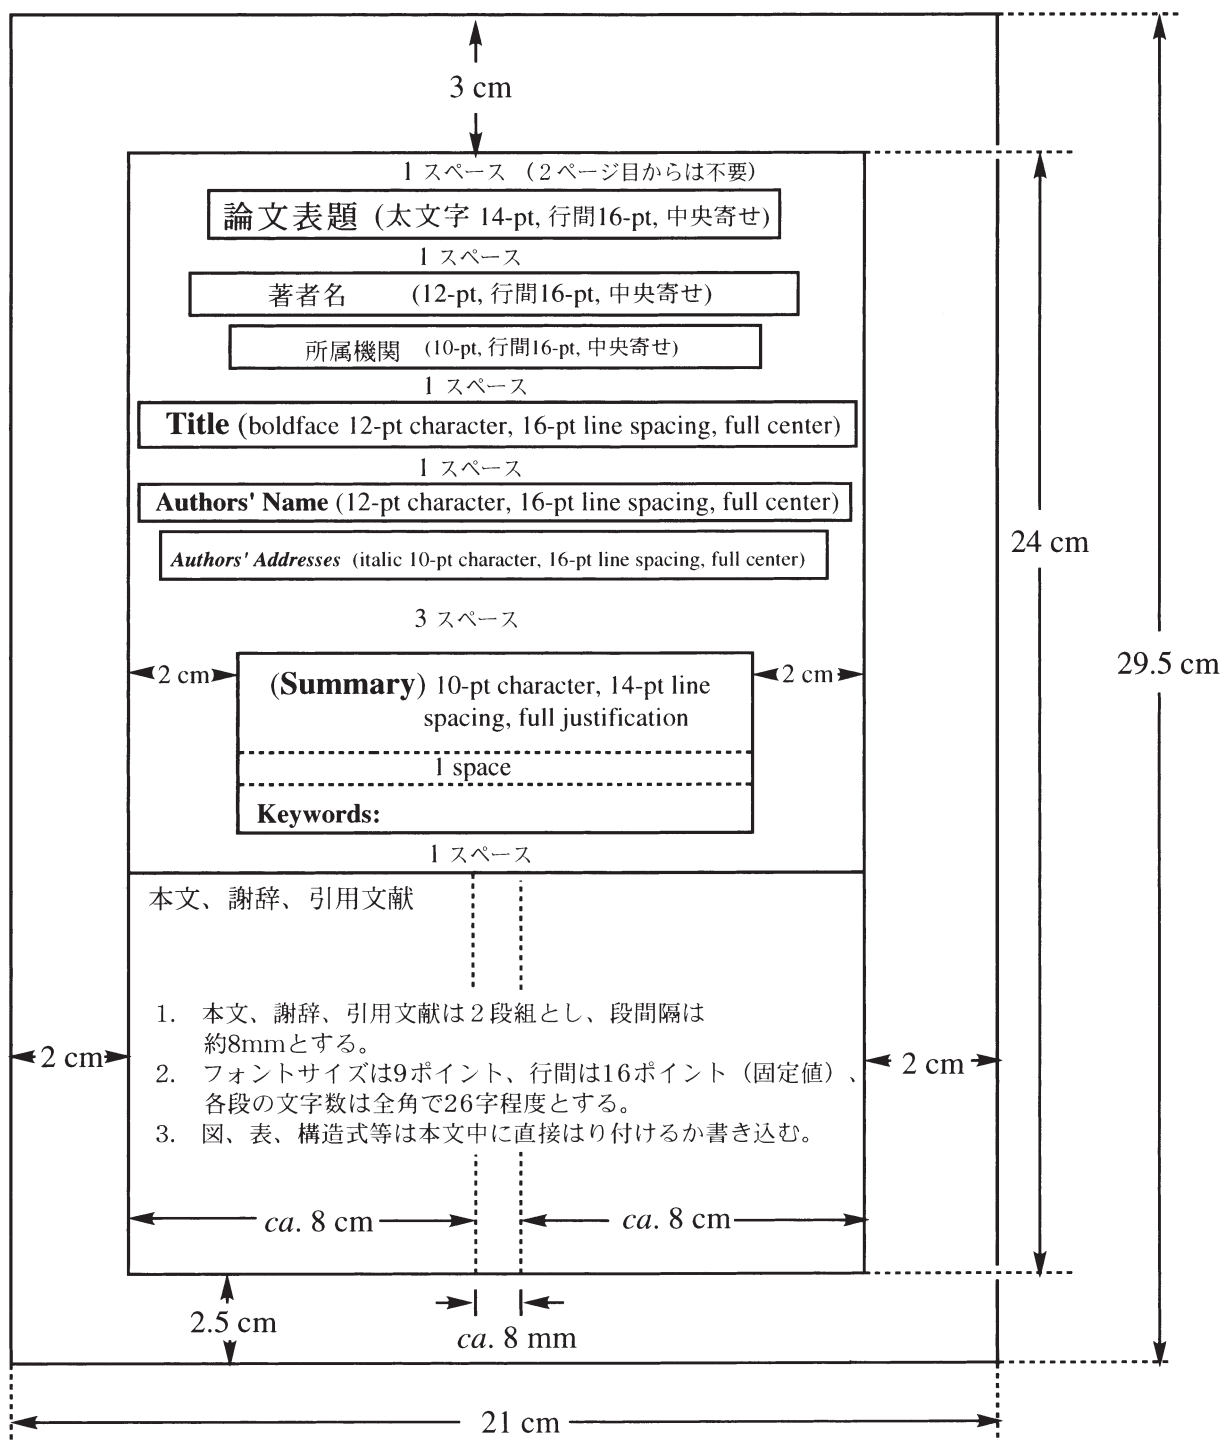 3 cm
1 スペース （２ページ目からは不要）
論文表題 (太文字 14-pt, 行間16-pt, 中央寄せ)
1 スペース
著者名 (12-pt, 行間16-pt, 中央寄せ)
所属機関 (10-pt, 行間16-pt, 中央寄せ)
1 スペース
Title (boldface 12-pt character, 16-pt line spacing, full center)
1 スペース
Authors' Name (12-pt character, 16-pt line spacing, full center)
Authors' Addresses (italic 10-pt character, 16-pt line spacing, full center)
24 cm
3 スペース
29.5 cm
2 cm
(Summary) 10-pt character, 14-pt line
spacing, full justification
2 cm
1 space
Keywords:
1 スペース
本文、謝辞、引用文献
1. 本文、謝辞、引用文献は２段組とし、段間隔は
約8mmとする。
2 cm
2. フォントサイズは9ポイント、行間は16ポイント（固定値）、
各段の文字数は全角で26字程度とする。
2 cm
3. 図、表、構造式等は本文中に直接はり付けるか書き込む。
ca. 8 cm
ca. 8 cm
2.5 cm
ca. 8 mm
21 cm